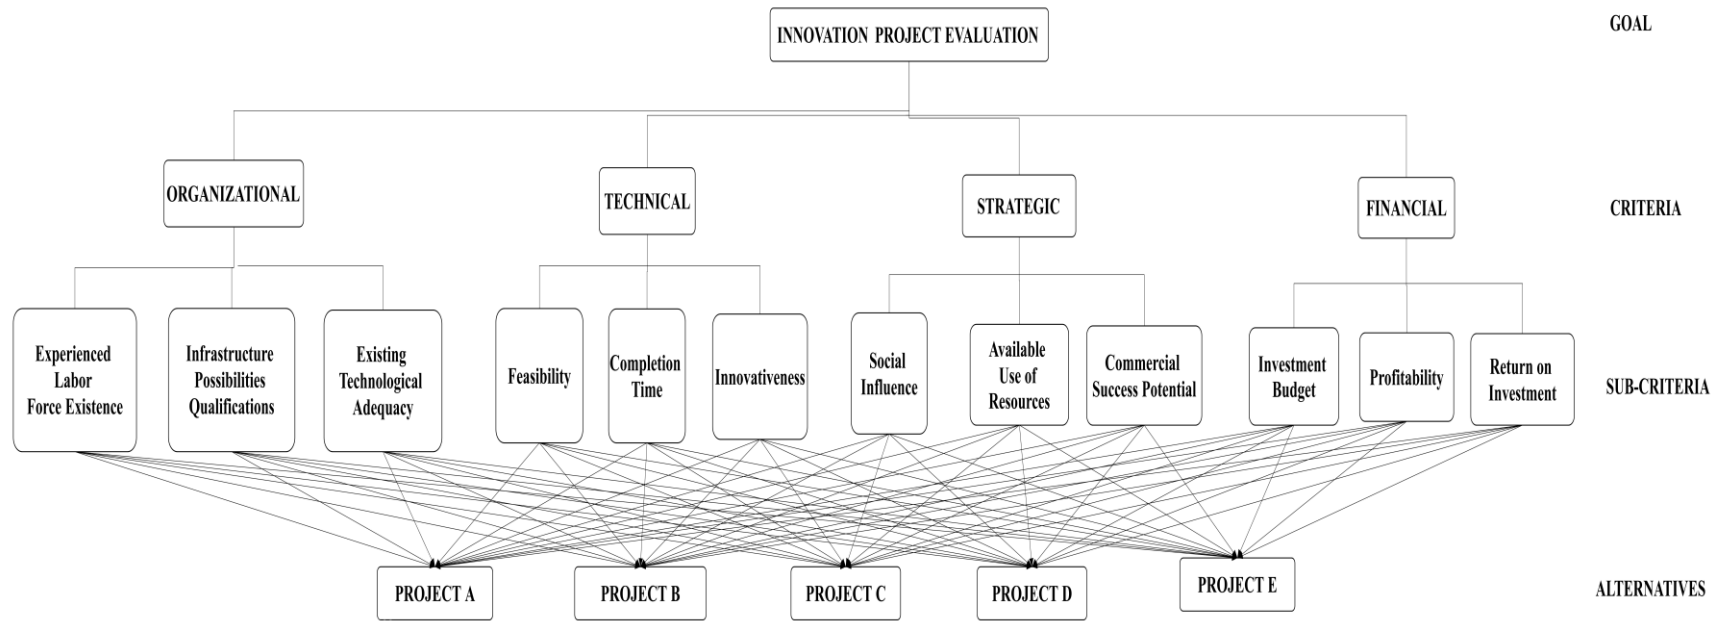 INNOVATION PROJECT EVALUATION
GOAL
ORGANIZATIONAL
TECHNICAL
STRATEGIC
FINANCIAL
CRITERIA
Experienced
Labor
Force Existence
Infrastructure
Possibilities
Qualifications
Existing
Technological
Adequacy
Feasibility
Completion
Time
Innovativeness
Social
Influence
Available
Use of
Resources
Commercial
Success Potential
Investment
Budget
Profitability
Return on
Investment
SUB-CRITERIA
PROJECT A
PROJECT B
PROJECT C
PROJECT D
PROJECT E
ALTERNATIVES